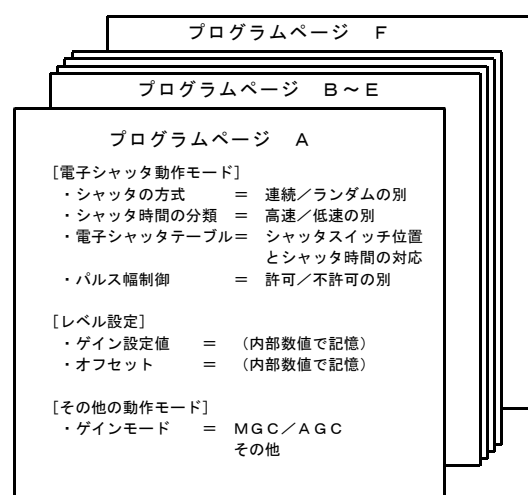 プログラムページ F
プログラムページ B～E
プログラムページ A
[電子シャッタ動作モード]
・シャッタの方式 = 連続／ランダムの別
・シャッタ時間の分類 = 高速／低速の別
・電子シャッタテーブル= シャッタスイッチ位置
とシャッタ時間の対応
・パルス幅制御 = 許可／不許可の別
[レベル設定]
・ゲイン設定値 = (内部数値で記憶)
・オフセット = (内部数値で記憶)
[その他の動作モード]
・ゲインモード = ＭＧＣ／ＡＧＣ
その他